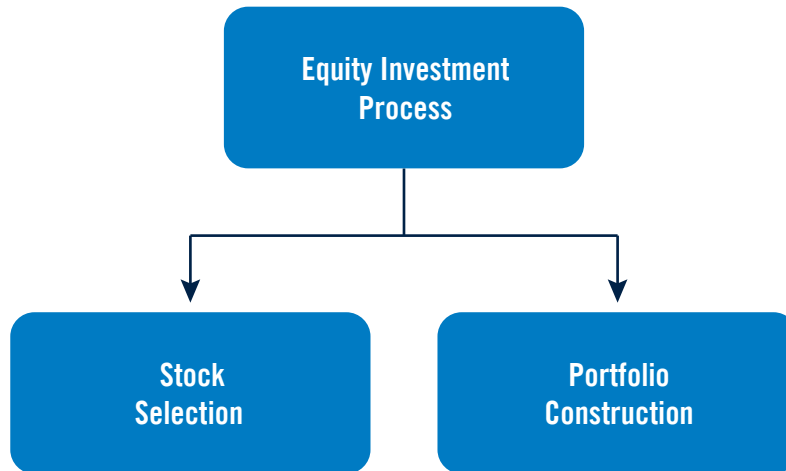 Equity Investment
Process
Stock
Selection
Portfolio
Construction